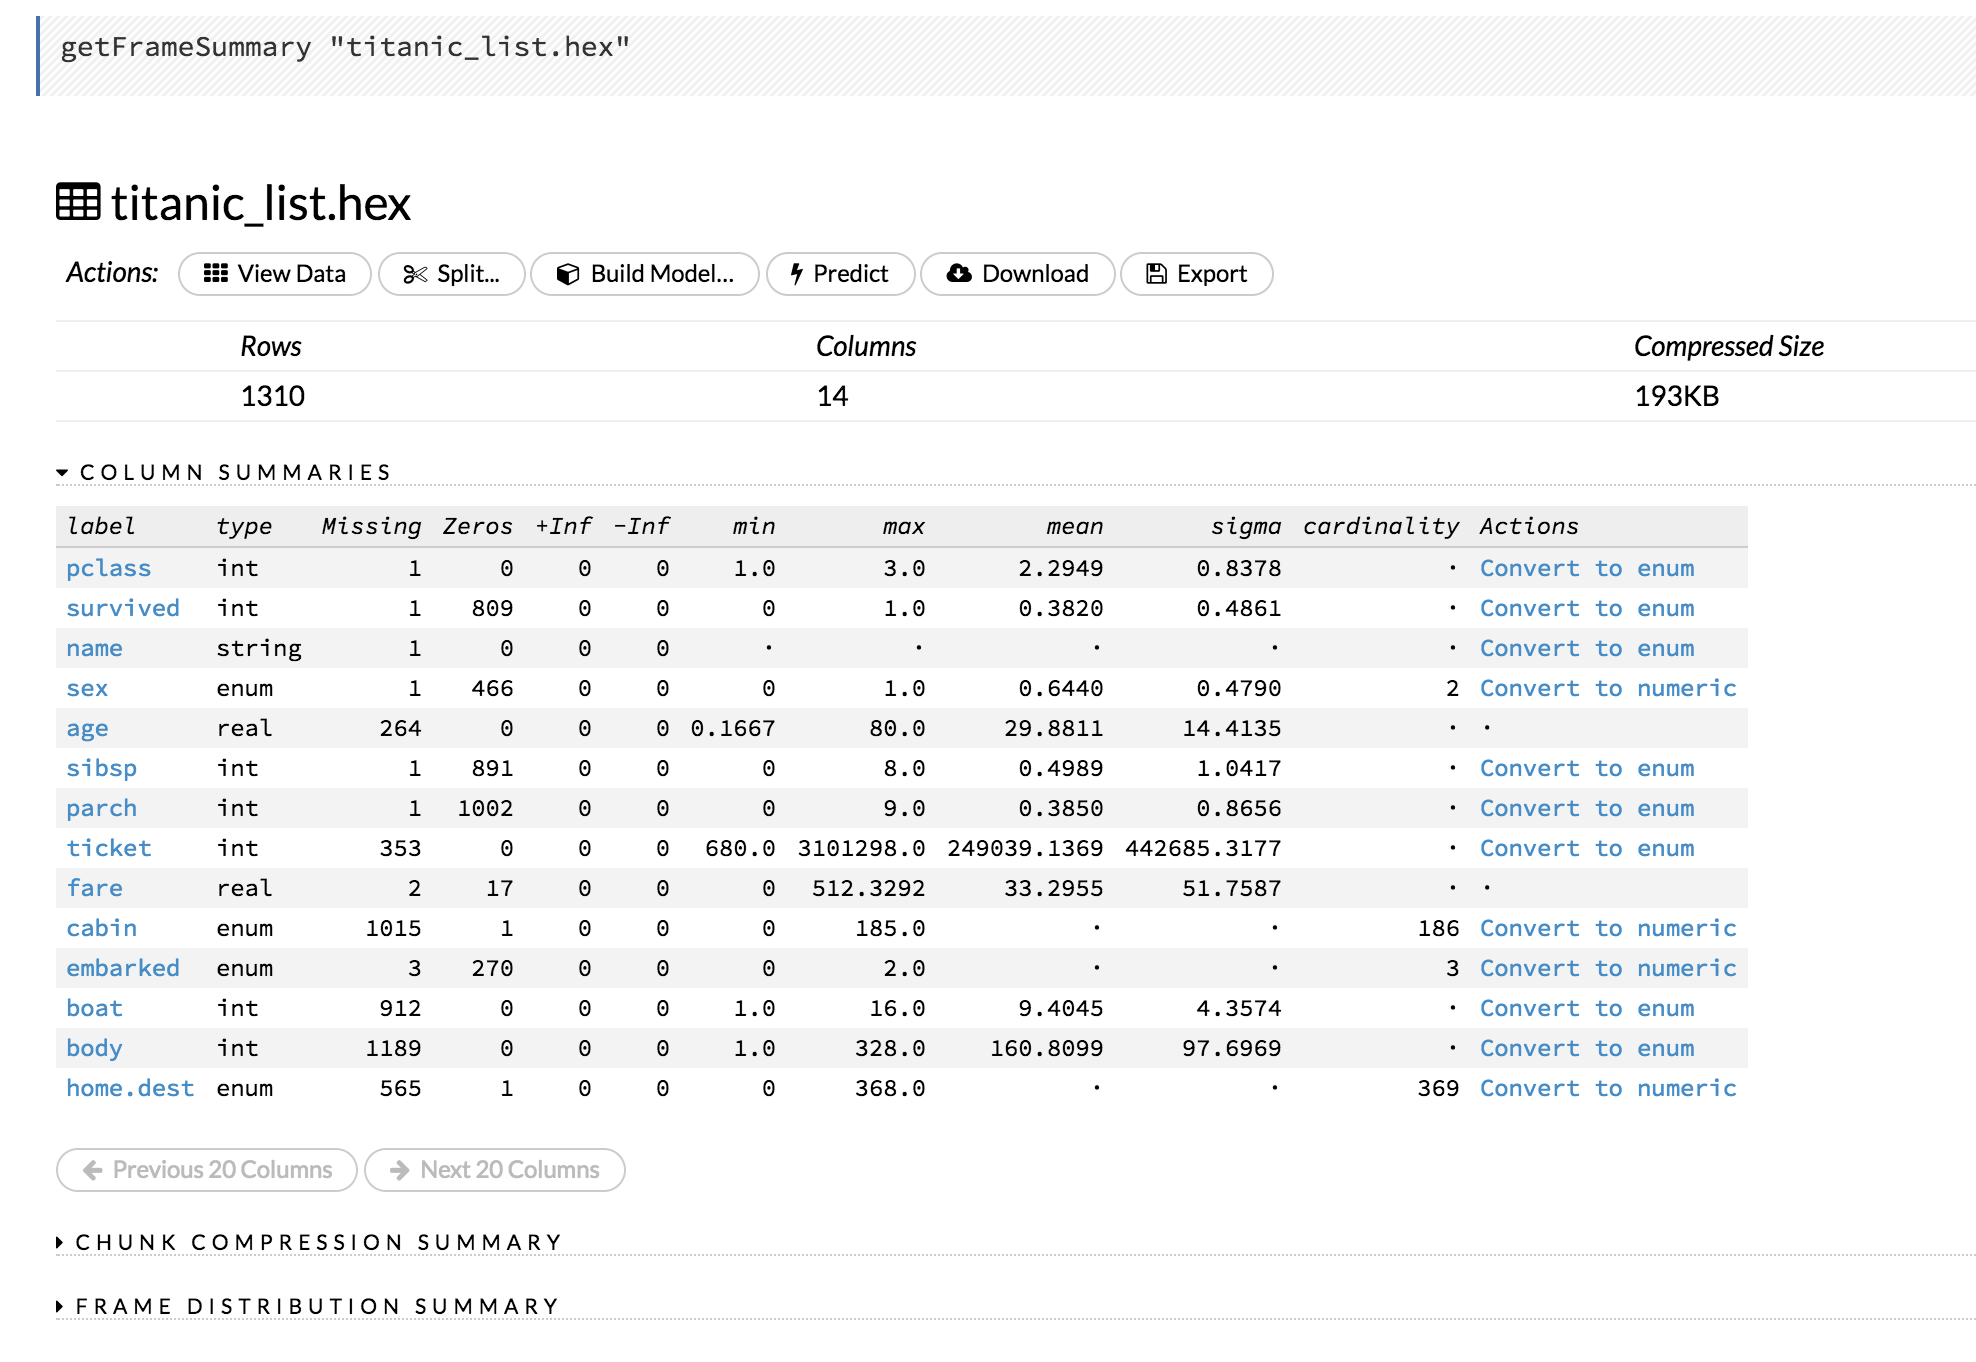 getFrameSummary "titanic_list.hex"
titanic_list.hex
Actions: View Data Split... Build Model... Predict Download Export
Rows Columns Compressed Size
1310 14 193KB
COLUMN SUMMARIES
label type Missing Zeros +Inf -Inf min max mean sigma cardinality Actions
pclass int 1 0 0 0 1.0 3.0 2.2949 0.8378 · Convert to enum
survived int 1 809 0 0 0 1.0 0.3820 0.4861 · Convert to enum
name string 1 0 0 0 · · · · · Convert to enum
sex enum 1 466 0 0 0 1.0 0.6440 0.4790 2 Convert to numeric
age real 264 0 0 0 0.1667 80.0 29.8811 14.4135 · ·
sibsp int 1 891 0 0 0 8.0 0.4989 1.0417 · Convert to enum
parch int 1 1002 0 0 0 9.0 0.3850 0.8656 · Convert to enum
ticket int 353 0 0 0 680.0 3101298.0 249039.1369 442685.3177 · Convert to enum
fare real 2 17 0 0 0 512.3292 33.2955 51.7587 · ·
cabin enum 1015 1 0 0 0 185.0 · · 186 Convert to numeric
embarked enum 3 270 0 0 0 2.0 · · 3 Convert to numeric
boat int 912 0 0 0 1.0 16.0 9.4045 4.3574 · Convert to enum
body int 1189 0 0 0 1.0 328.0 160.8099 97.6969 · Convert to enum
home.dest enum 565 1 0 0 0 368.0 · · 369 Convert to numeric
Previous 20 Columns Next 20 Columns
CHUNK COMPRESSION SUMMARY
FRAME DISTRIBUTION SUMMARY